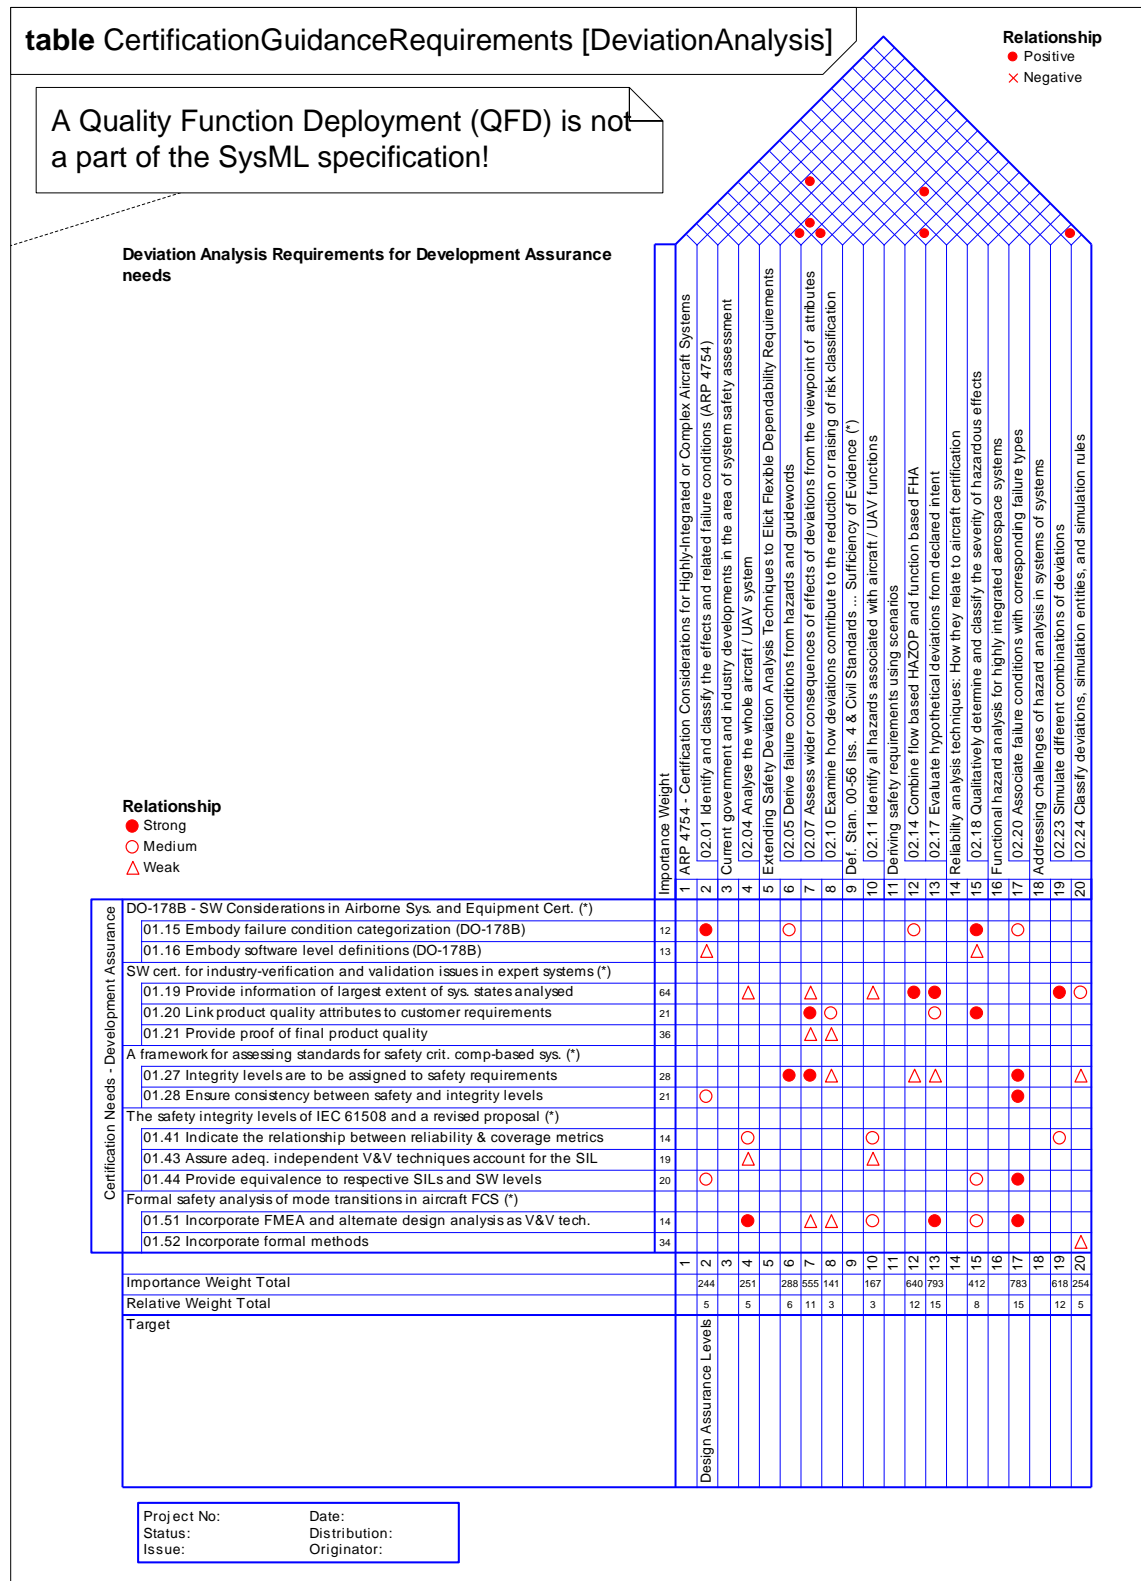 table CertificationGuidanceRequirements [DeviationAnalysis]
Relationship
Positive
Negative
A Quality Function Deployment (QFD) is not
a part of the SysML specification!
Deviation Analysis Requirements for Development Assurance
needs
Importance Weight
ARP 4754 - Certification Considerations for Highly-Integrated or Complex Aircraft Systems
02.01 Identify and classify the effects and related failure conditions (ARP 4754)
Current government and industry developments in the area of system safety assessment
02.04 Analyse the whole aircraft / UAV system
Extending Safety Deviation Analysis Techniques to Elicit Flexible Dependability Requirements
02.05 Derive failure conditions from hazards and guidewords
02.07 Assess wider consequences of effects of deviations from the viewpoint of attributes
02.10 Examine how deviations contribute to the reduction or raising of risk classification
Def. Stan. 00-56 Iss. 4 & Civil Standards ... Sufficiency of Evidence (*)
02.11 Identify all hazards associated with aircraft / UAV functions
Deriving safety requirements using scenarios
02.14 Combine flow based HAZOP and function based FHA
02.17 Evaluate hypothetical deviations from declared intent
Reliability analysis techniques: How they relate to aircraft certification
02.18 Qualitatively determine and classify the severity of hazardous effects
Functional hazard analysis for highly integrated aerospace systems
02.20 Associate failure conditions with corresponding failure types
Addressing challenges of hazard analysis in systems of systems
02.23 Simulate different combinations of deviations
02.24 Classify deviations, simulation entities, and simulation rules
Relationship
Strong
Medium
Weak
1 2 3 4 5 6 7 8 9 10 11 12 13 14 15 16 17 18 19 20
Certification Needs - Development Assurance
DO-178B - SW Considerations in Airborne Sys. and Equipment Cert. (*)
01.15 Embody failure condition categorization (DO-178B) 12
01.16 Embody software level definitions (DO-178B) 13
SW cert. for industry-verification and validation issues in expert systems (*)
01.19 Provide information of largest extent of sys. states analysed 64
01.20 Link product quality attributes to customer requirements 21
01.21 Provide proof of final product quality 36
A framework for assessing standards for safety crit. comp-based sys. (*)
01.27 Integrity levels are to be assigned to safety requirements 28
01.28 Ensure consistency between safety and integrity levels 21
The safety integrity levels of IEC 61508 and a revised proposal (*)
01.41 Indicate the relationship between reliability & coverage metrics 14
01.43 Assure adeq. independent V&V techniques account for the SIL 19
01.44 Provide equivalence to respective SILs and SW levels 20
Formal safety analysis of mode transitions in aircraft FCS (*)
01.51 Incorporate FMEA and alternate design analysis as V&V tech. 14
01.52 Incorporate formal methods 34
1 2 3 4 5 6 7 8 9 10 11 12 13 14 15 16 17 18 19 20
Importance Weight Total 244 251 288 555 141 167 640 793 412 783 618 254
Relative Weight Total 5 5 6 11 3 3 12 15 8 15 12 5
Target
Design Assurance Levels
Project No: Date:
Status: Distribution:
Issue: Originator: